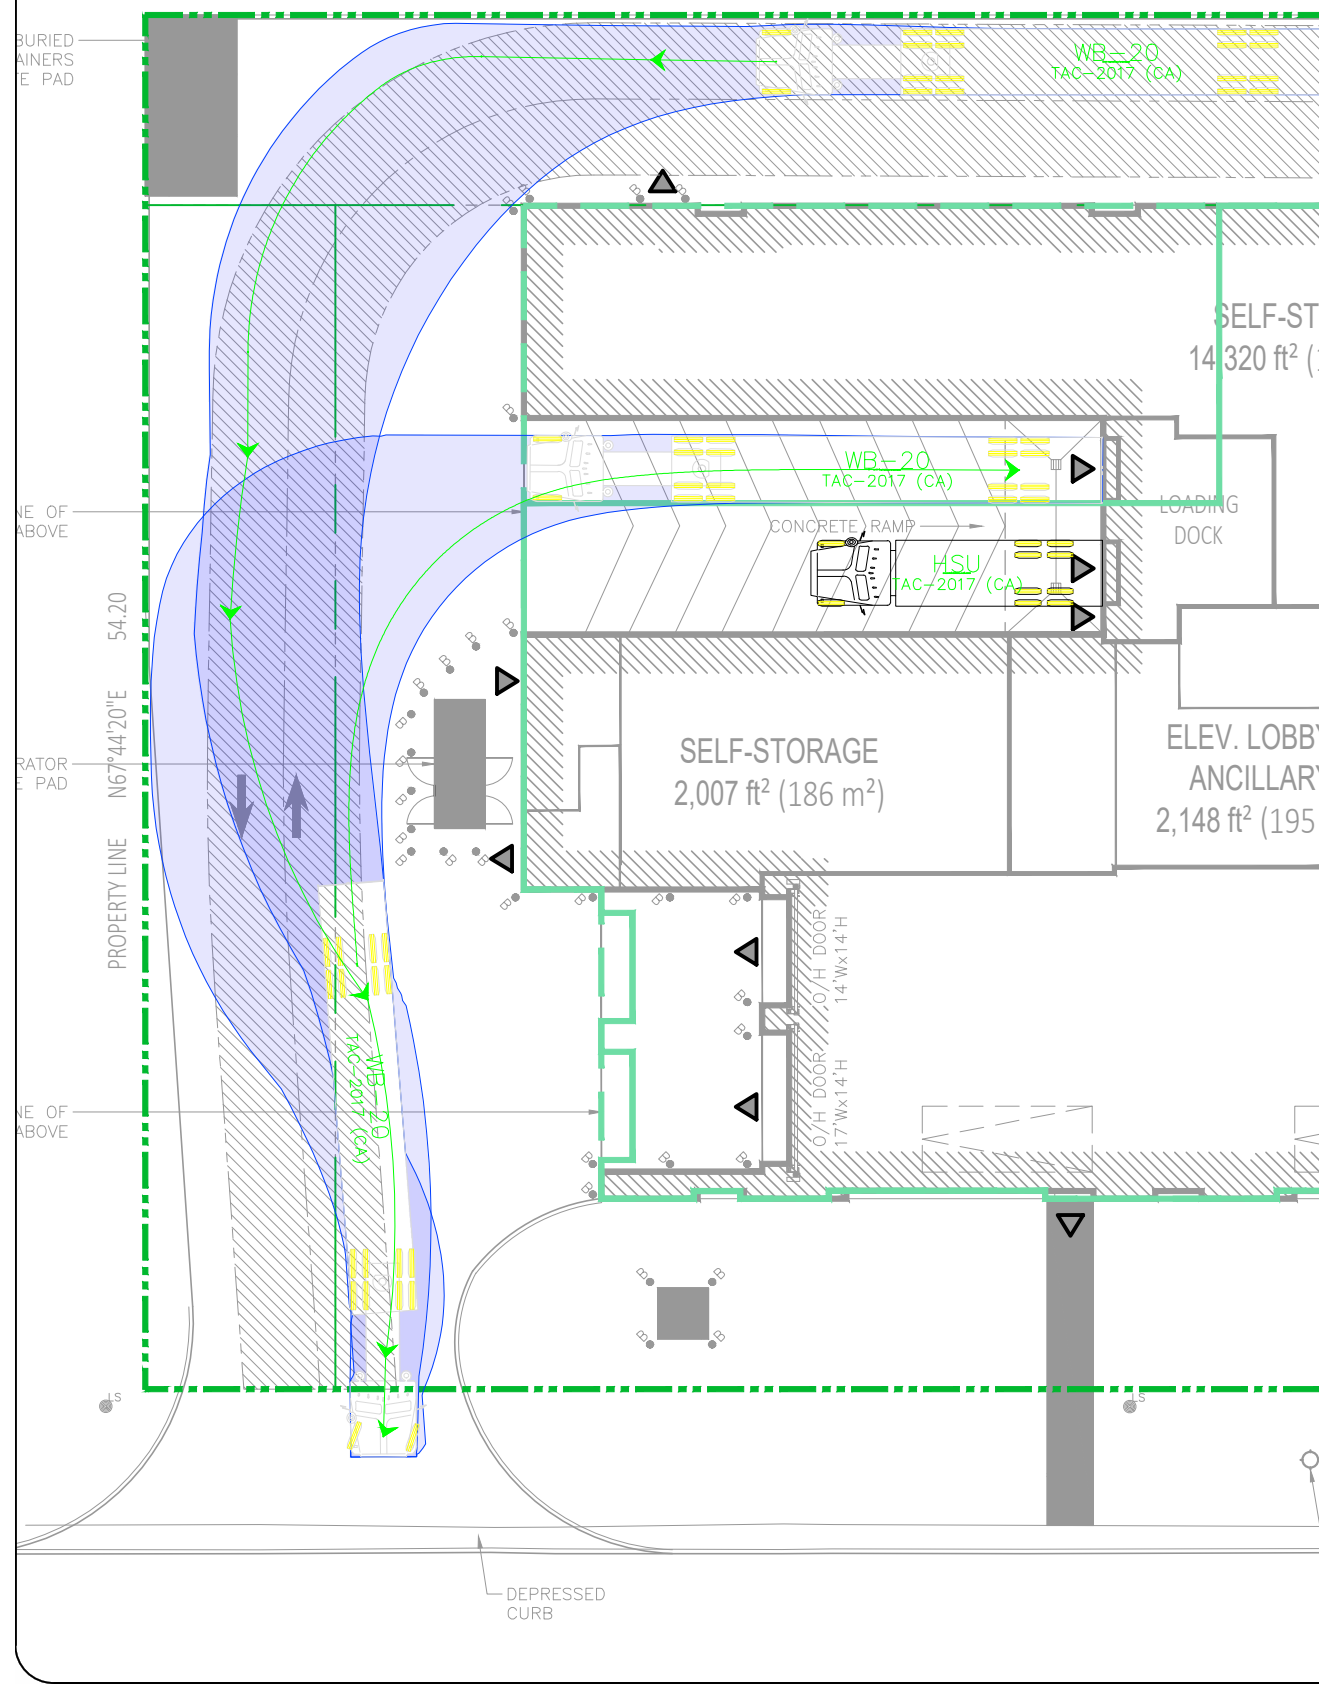 BURIED
AINERS
E PAD
WB-20
TAC-2017 (CA)
SELF-ST
14,320 ft² (
WB-20
TAC-2017 (CA)
NE OF
ABOVE
CONCRETE RAMP
LOADING
DOCK
HSU
TAC-2017 (CA)
PROPERTY LINE N67°44'20"E 54.20
RATOR
E PAD
SELF-STORAGE
2,007 ft² (186 m²)
ELEV. LOBBY
ANCILLARY
2,148 ft² (195
O/H DOOR
14'Wx14'H
O/H DOOR
17'Wx14'H
WB-20
TAC-2017 (CA)
NE OF
ABOVE
LS
LS
DEPRESSED
CURB